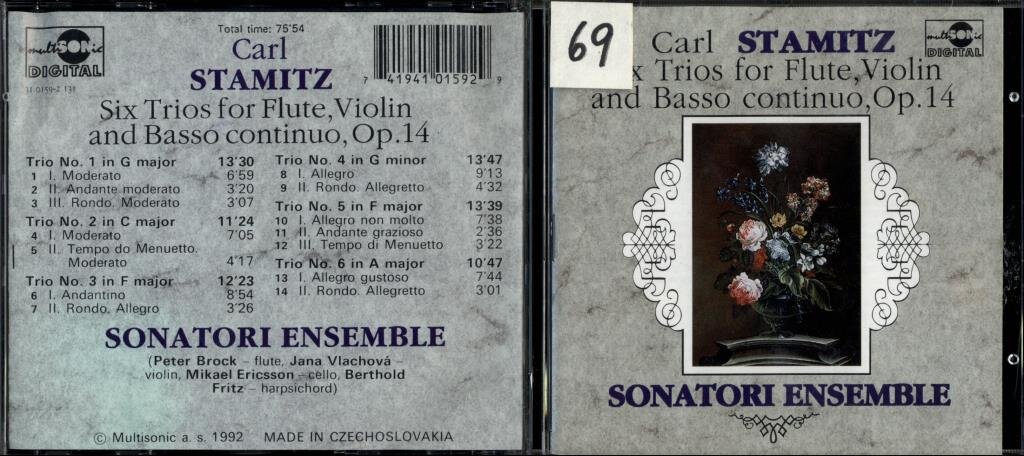 multiSONic
DIGITAL
31 0159-2 131
Total time: 75'54
Carl
STAMITZ
7 41941 01592 9
Six Trios for Flute, Violin
and Basso continuo, Op. 14
Trio No. 1 in G major 13'30
1 I. Moderato 6'59
2 II. Andante moderato 3'20
3 III. Rondo. Moderato 3'07
Trio No. 2 in C major 11'24
4 I. Moderato 7'05
5 II. Tempo do Menuetto.
Moderato 4'17
Trio No. 3 in F major 12'23
6 I. Andantino 8'54
7 II. Rondo. Allegro 3'26
Trio No. 4 in G minor 13'47
8 I. Allegro 9'13
9 II. Rondo. Allegretto 4'32
Trio No. 5 in F major 13'39
10 I. Allegro non molto 7'38
11 II. Andante grazioso 2'36
12 III. Tempo di Menuetto 3'22
Trio No. 6 in A major 10'47
13 I. Allegro gustoso 7'44
14 II. Rondo. Allegretto 3'01
SONATORI ENSEMBLE
(Peter Brock – flute, Jana Vlachová –
violin, Mikael Ericsson – cello, Berthold
Fritz – harpsichord)
© Multisonic a. s. 1992 MADE IN CZECHOSLOVAKIA
69
Carl STAMITZ
x Trios for Flute, Violin
and Basso continuo, Op. 14
multiSONic
DIGITAL
SONATORI ENSEMBLE